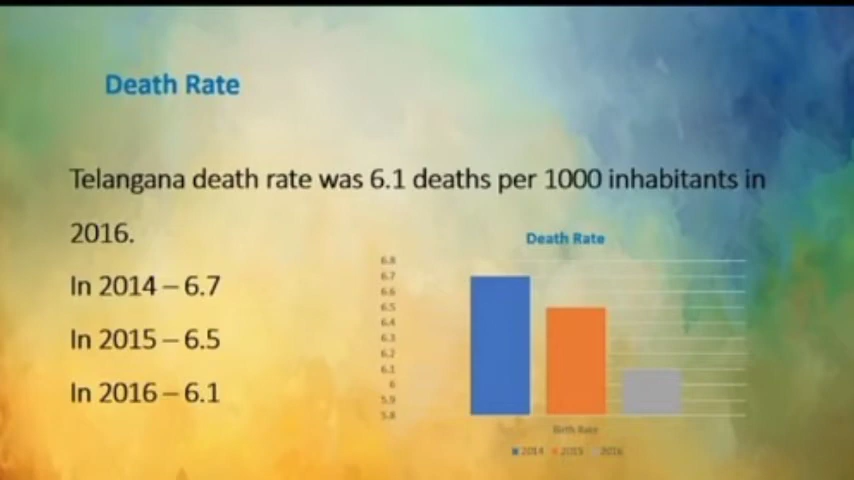 Death Rate
Telangana death rate was 6.1 deaths per 1000 inhabitants in
2016.
In 2014 – 6.7
In 2015 – 6.5
In 2016 – 6.1
Death Rate
6.8
6.7
6.6
6.5
6.4
6.3
6.2
6.1
6
5.9
5.8
Birth Rate
2014 2015 2016